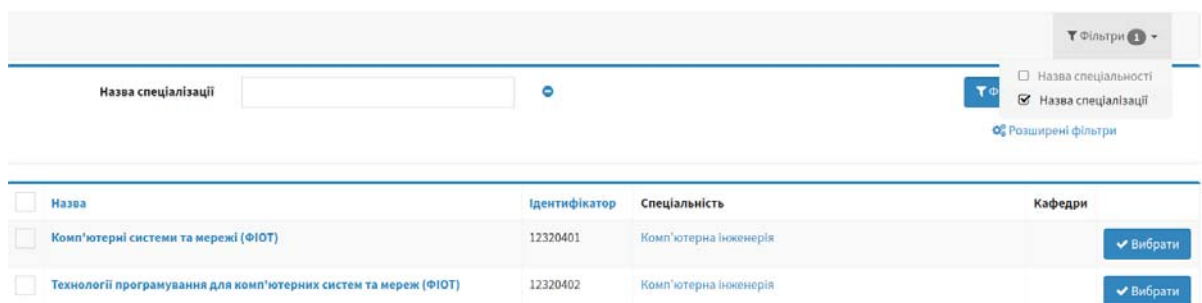 Фільтри 1
Назва спеціальності
Назва спеціалізації
Назва спеціалізації
Розширені фільтри
Назва Ідентифікатор Спеціальність Кафедри
Комп'ютерні системи та мережі (ФІОТ) 12320401 Комп'ютерна інженерія Вибрати
Технології програмування для комп'ютерних систем та мереж (ФІОТ) 12320402 Комп'ютерна інженерія Вибрати